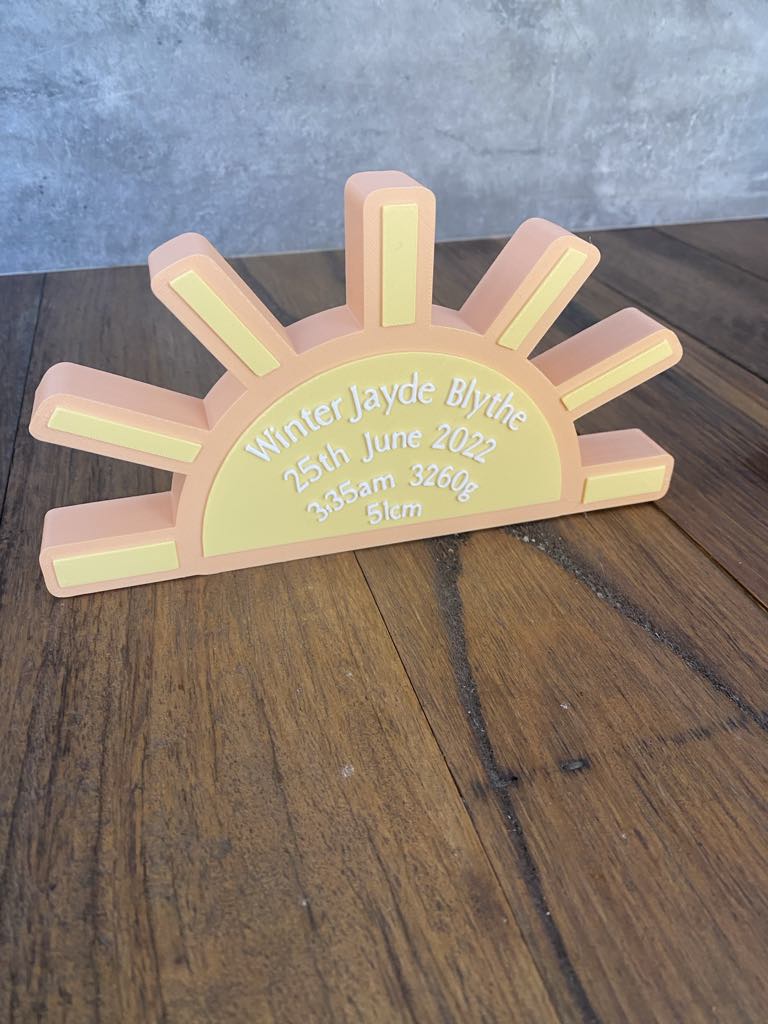 Winter Jayde Blythe
25th June 2022
3:35am 3260g
51cm